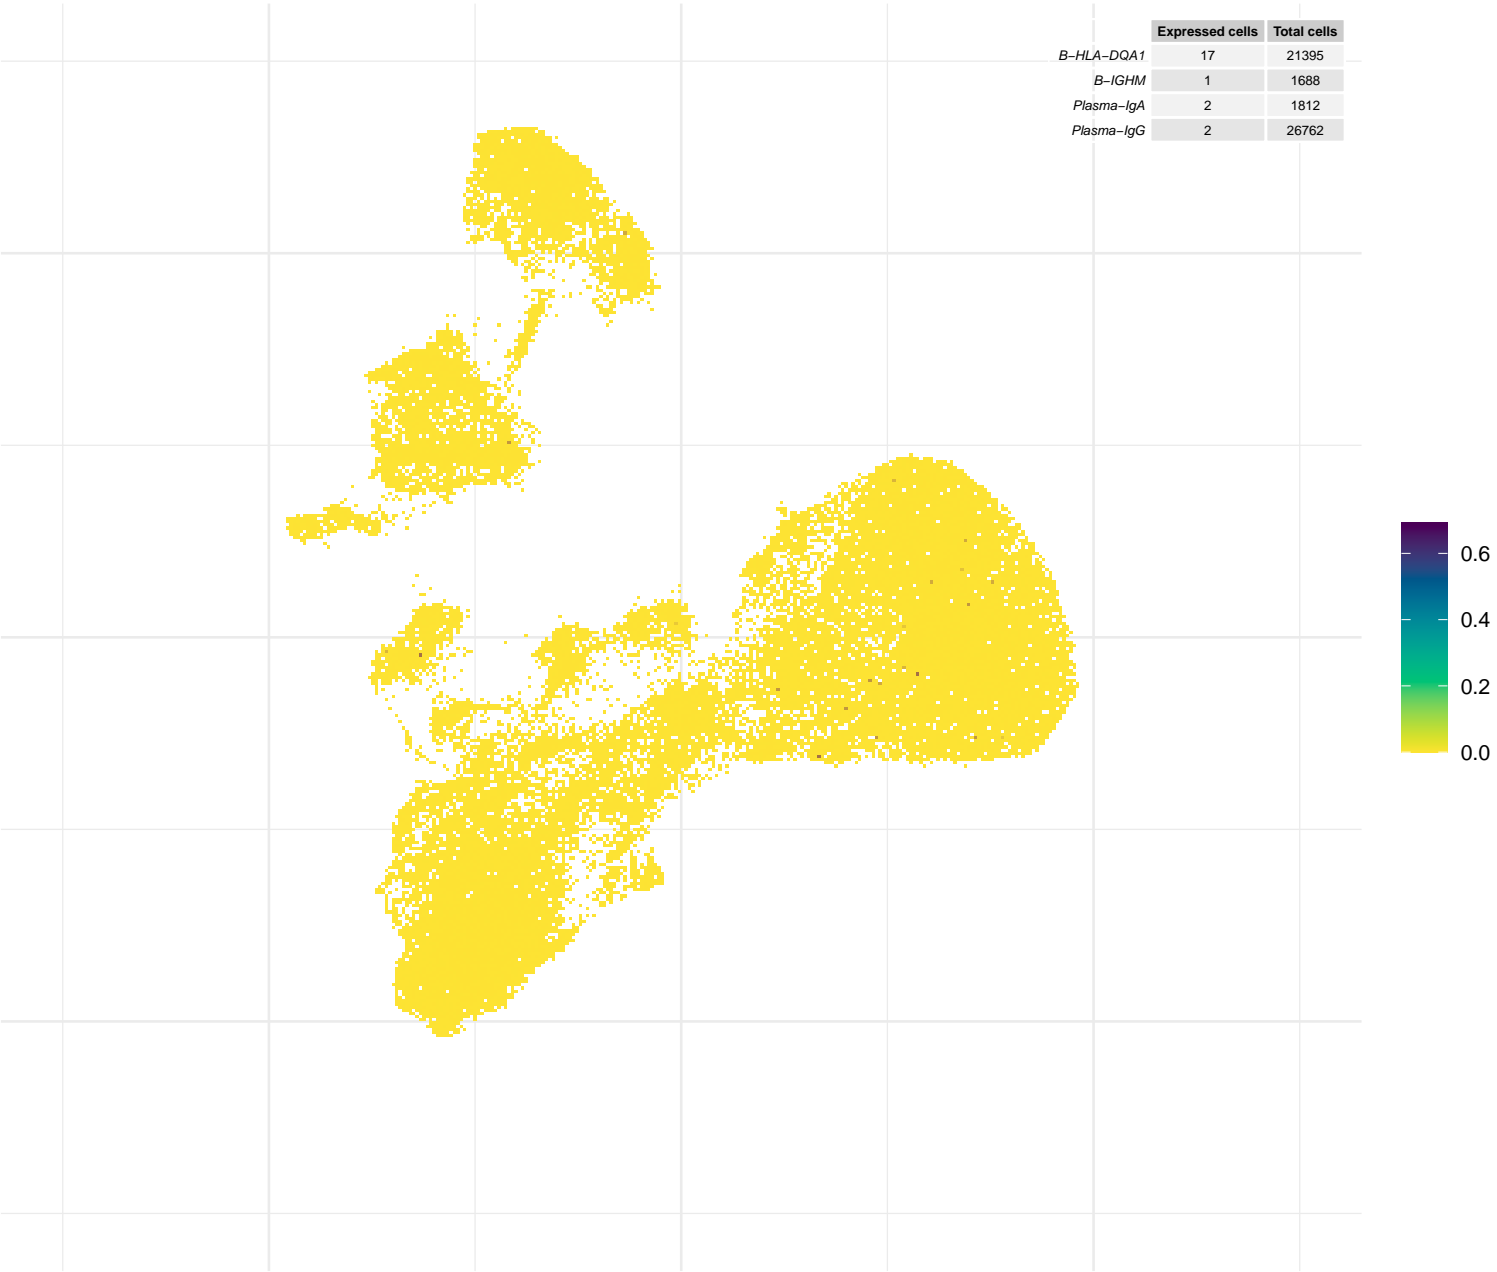 Expressed cells Total cells
B−HLA−DQA1 17 21395
B−IGHM 1 1688
Plasma−IgA 2 1812
Plasma−IgG 2 26762
0.6
0.4
0.2
0.0